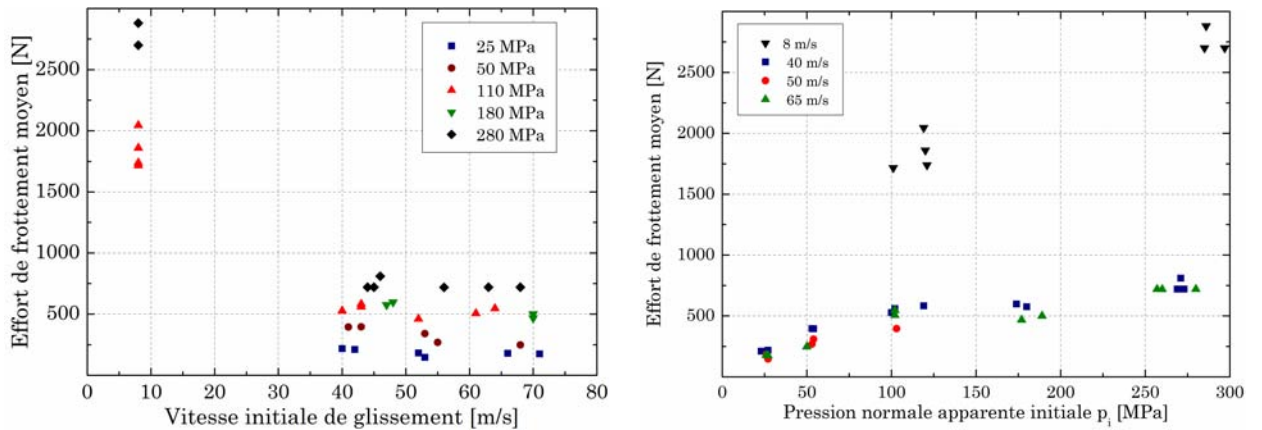 Effort de frottement moyen [N]
2500
2000
1500
1000
500
0
10
20
30
40
50
60
70
80
Vitesse initiale de glissement [m/s]
25 MPa
50 MPa
110 MPa
180 MPa
280 MPa
Effort de frottement moyen [N]
2500
2000
1500
1000
500
0
50
100
150
200
250
300
Pression normale apparente initiale pi [MPa]
8 m/s
40 m/s
50 m/s
65 m/s